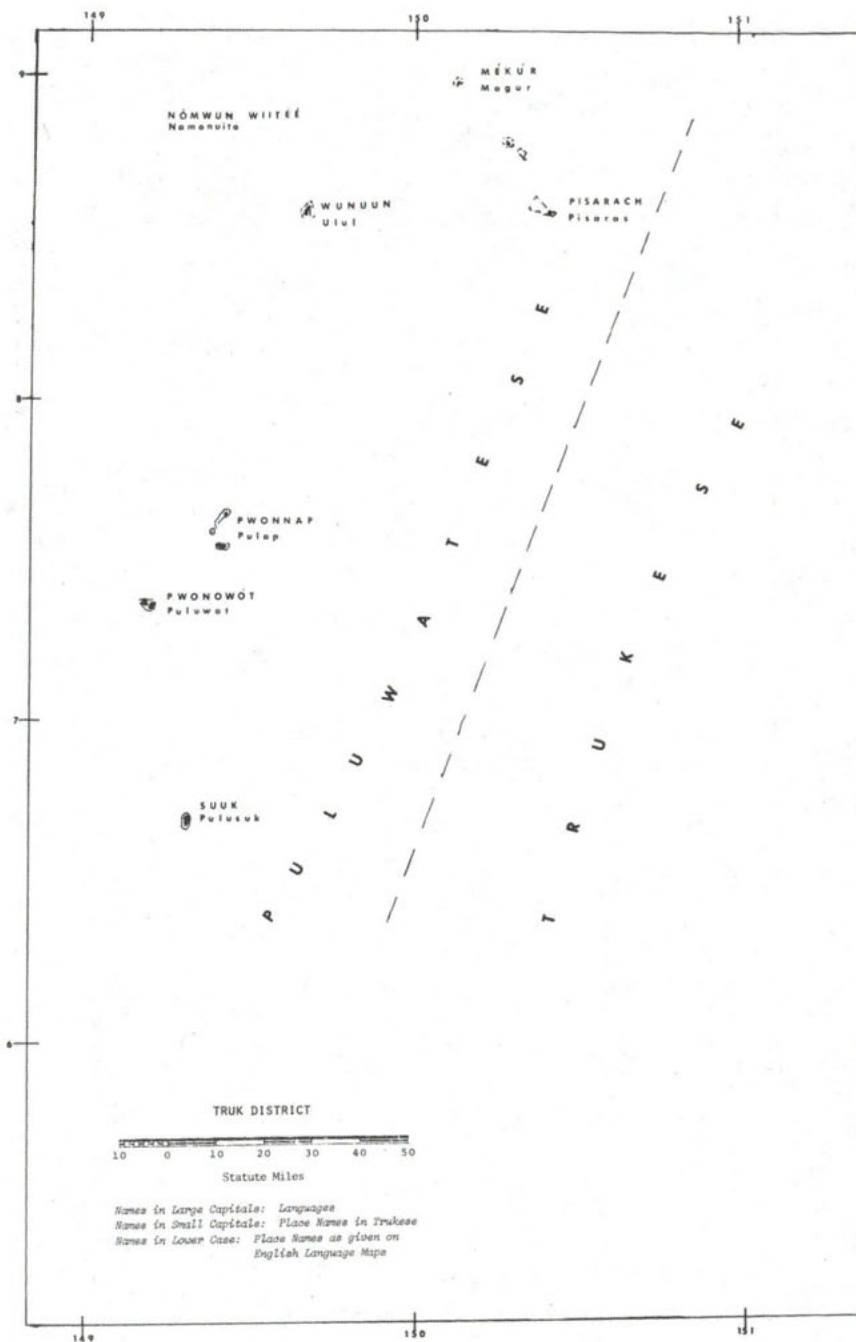 149 150 151
9
MÉKÚR
Magur
NÓMWUN WIITÉÉ
Namonuito
WUNUUN
Ulul
PISARACH
Pisaras
8
PWONNAP
Pulap
PWONOWÓT
Puluwat
7
SUUK
Pulusuk
PULUWATESE
TRUKESE
6
TRUK DISTRICT
10 0 10 20 30 40 50
Statute Miles
Names in Large Capitals: Languages
Names in Small Capitals: Place Names in Trukese
Names in Lower Case: Place Names as given on
English Language Maps
149 150 151